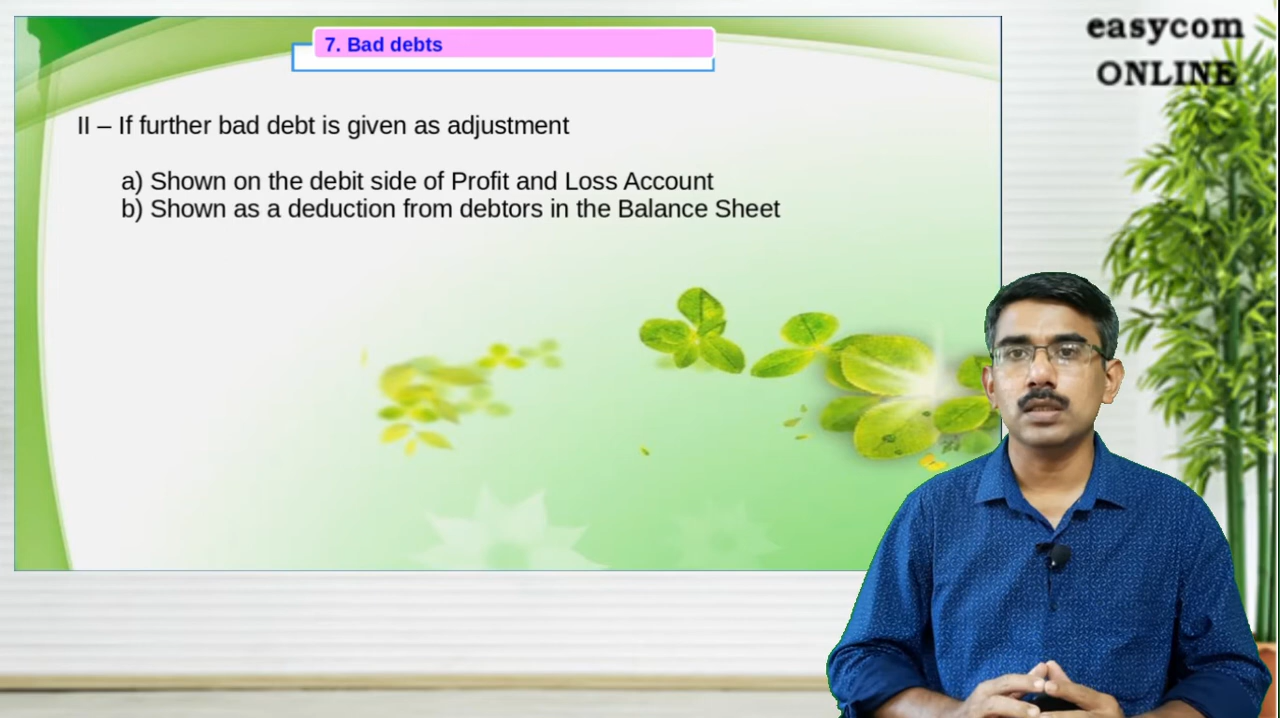 7. Bad debts
easycom
ONLINE
II – If further bad debt is given as adjustment
a) Shown on the debit side of Profit and Loss Account
b) Shown as a deduction from debtors in the Balance Sheet